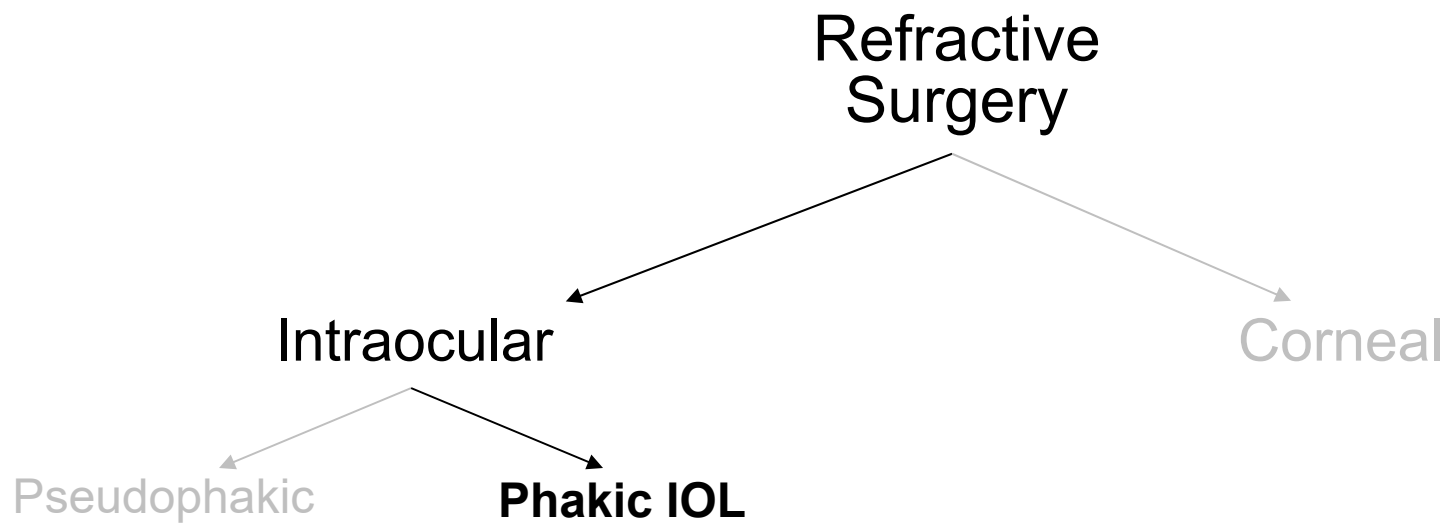 Refractive
Surgery
Intraocular
Corneal
Pseudophakic
Phakic IOL